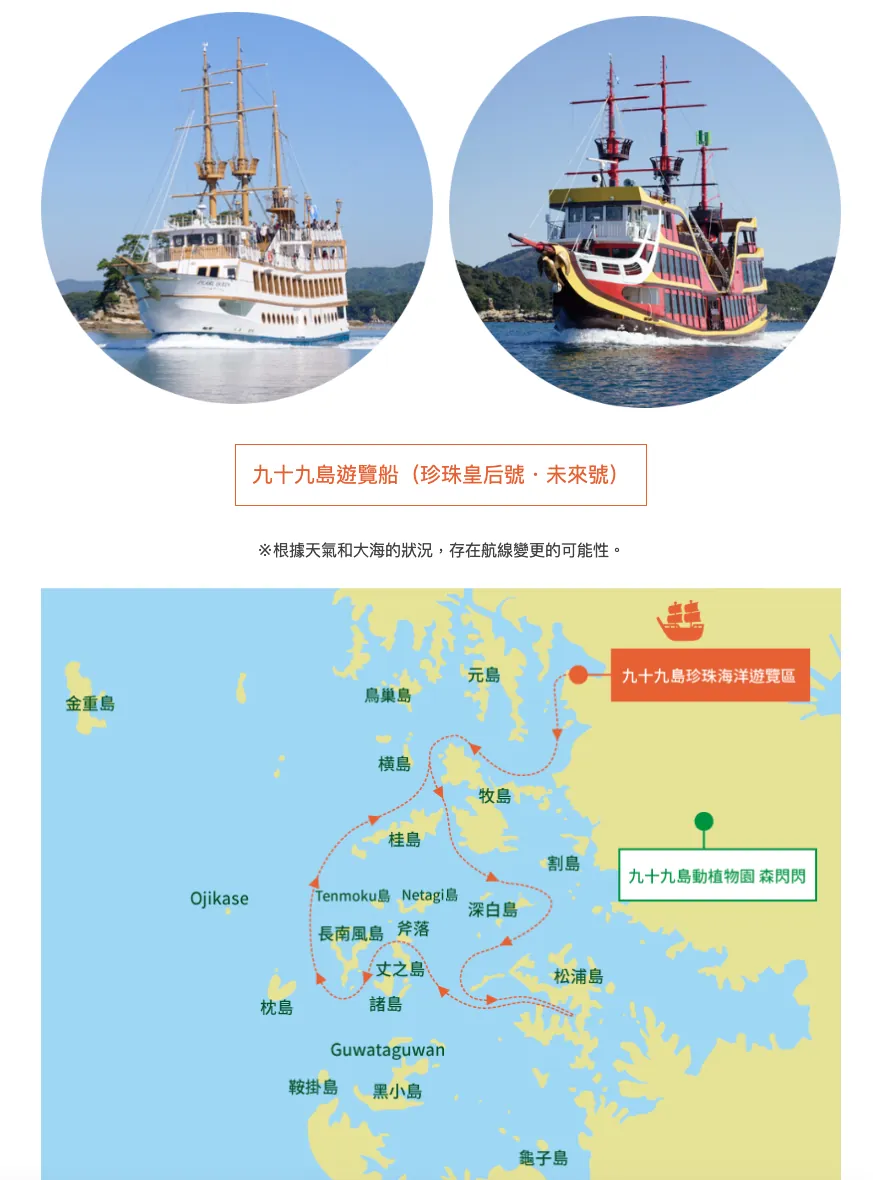 PEARL QUEEN
九十九島遊覽船（珍珠皇后號・未來號）
※根據天氣和大海的狀況，存在航線變更的可能性。
九十九島珍珠海洋遊覽區
元島
鳥巢島
金重島
橫島
牧島
桂島
割島
九十九島動植物園 森閃閃
Tenmoku島
Netagi島
Ojikase
深白島
長南風島
斧落
丈之島
松浦島
枕島
諸島
Guwataguwan
鞍掛島
黑小島
龜子島